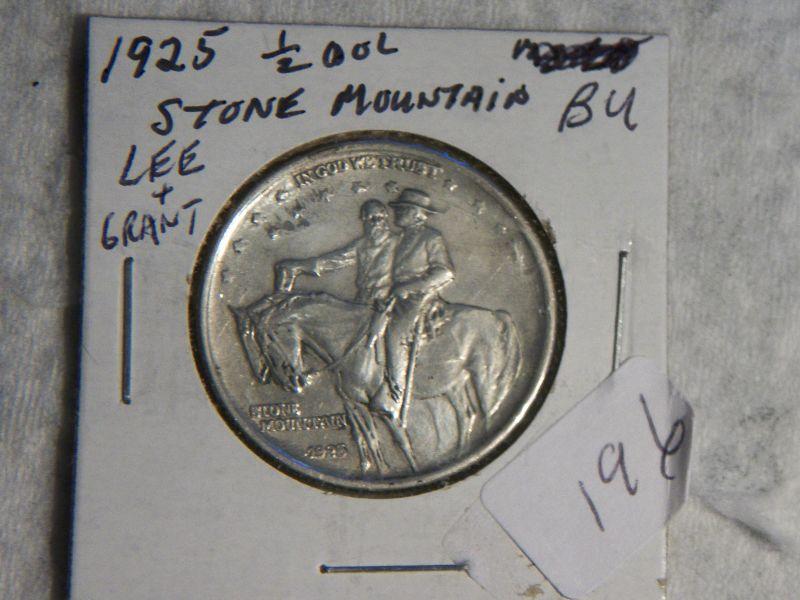 1925 ½ DOL
STONE MOUNTAIN BU
LEE
+
GRANT
IN GOD WE TRUST
STONE
MOUNTAIN
1925
196